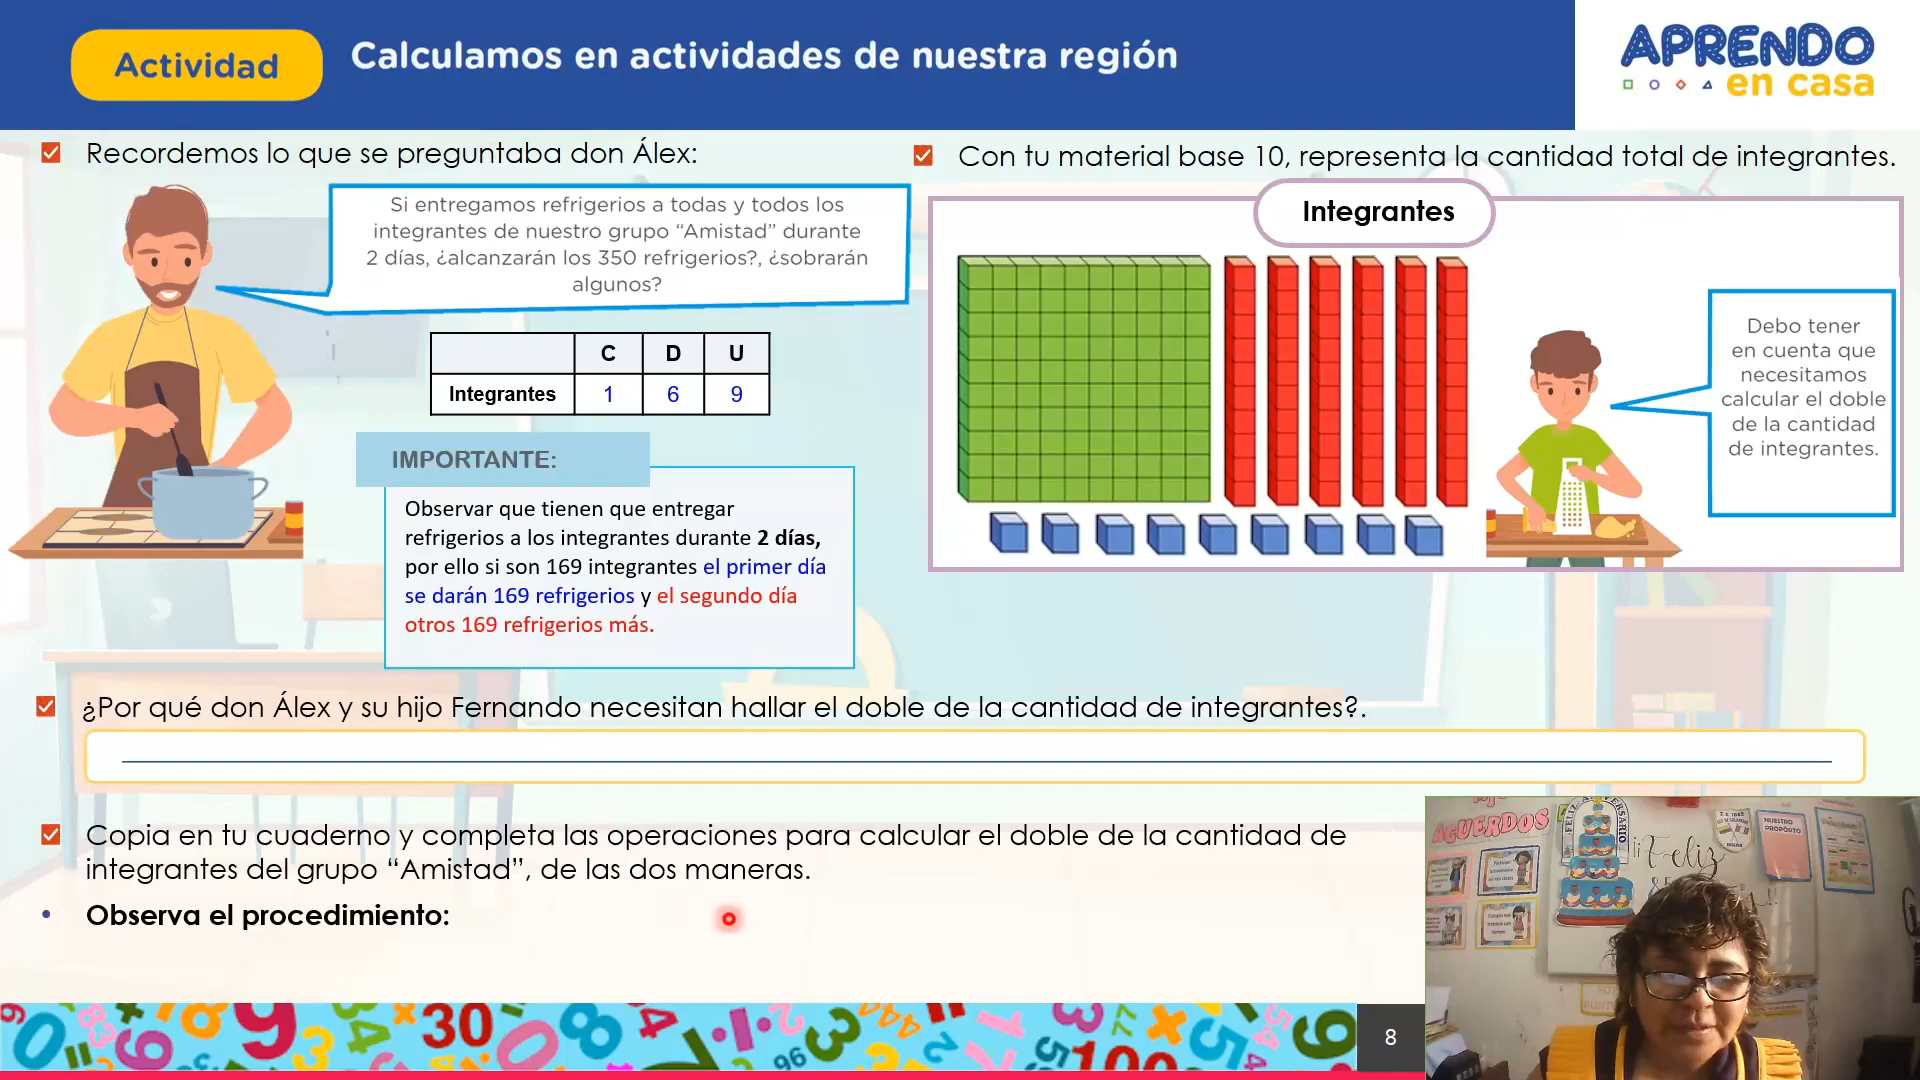 Actividad
Calculamos en actividades de nuestra región
APRENDO
en casa
Recordemos lo que se preguntaba don Álex:
Si entregamos refrigerios a todas y todos los
integrantes de nuestro grupo “Amistad” durante
2 días, ¿alcanzarán los 350 refrigerios?, ¿sobrarán
algunos?
C D U
Integrantes 1 6 9
IMPORTANTE:
Observar que tienen que entregar
refrigerios a los integrantes durante 2 días,
por ello si son 169 integrantes el primer día
se darán 169 refrigerios y el segundo día
otros 169 refrigerios más.
Con tu material base 10, representa la cantidad total de integrantes.
Integrantes
Debo tener
en cuenta que
necesitamos
calcular el doble
de la cantidad
de integrantes.
¿Por qué don Álex y su hijo Fernando necesitan hallar el doble de la cantidad de integrantes?.
Copia en tu cuaderno y completa las operaciones para calcular el doble de la cantidad de
integrantes del grupo “Amistad”, de las dos maneras.
• Observa el procedimiento:
8
ACUERDOS
NUESTRO
PROPÓSITO
Feliz